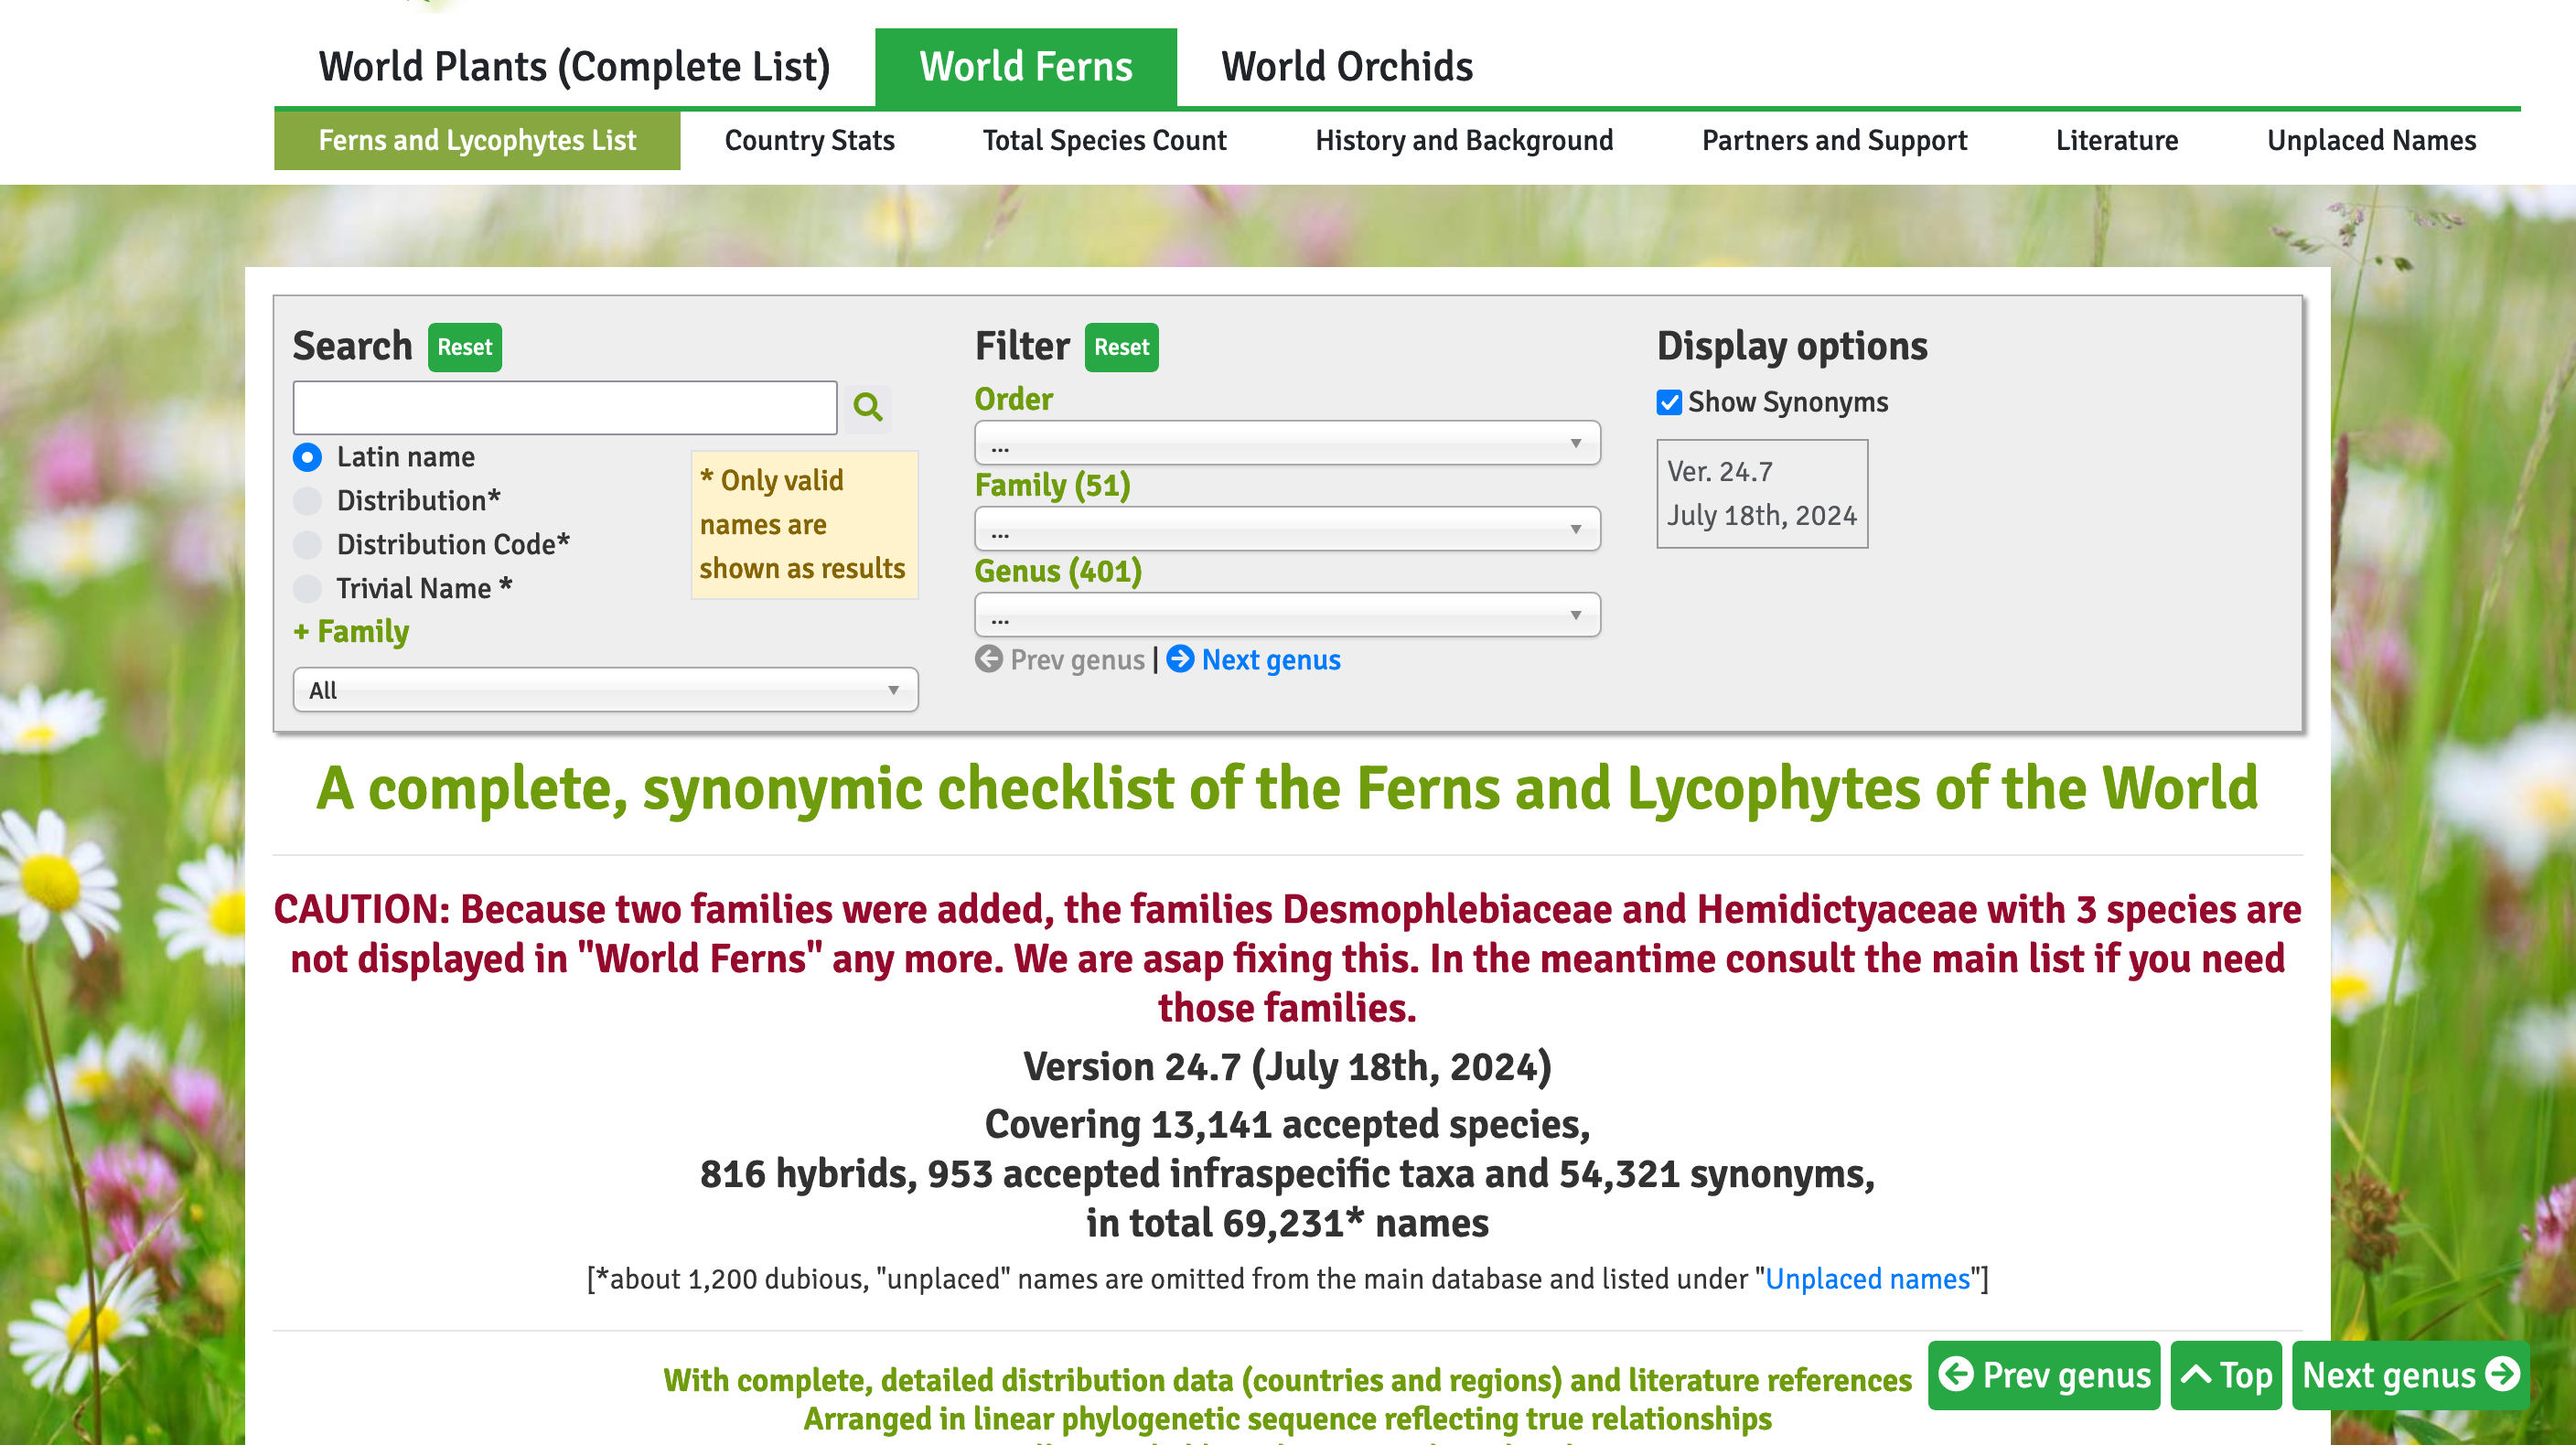 World Plants (Complete List) World Ferns World Orchids
Ferns and Lycophytes List Country Stats Total Species Count History and Background Partners and Support Literature Unplaced Names
Search Reset
Latin name
Distribution*
Distribution Code*
Trivial Name *
* Only valid
names are
shown as results
+ Family
All
Filter Reset
Order
...
Family (51)
...
Genus (401)
...
Prev genus | Next genus
Display options
Show Synonyms
Ver. 24.7
July 18th, 2024
A complete, synonymic checklist of the Ferns and Lycophytes of the World
CAUTION: Because two families were added, the families Desmophlebiaceae and Hemidictyaceae with 3 species are
not displayed in "World Ferns" any more. We are asap fixing this. In the meantime consult the main list if you need
those families.
Version 24.7 (July 18th, 2024)
Covering 13,141 accepted species,
816 hybrids, 953 accepted infraspecific taxa and 54,321 synonyms,
in total 69,231* names
[*about 1,200 dubious, "unplaced" names are omitted from the main database and listed under "Unplaced names"]
With complete, detailed distribution data (countries and regions) and literature references
Arranged in linear phylogenetic sequence reflecting true relationships
Prev genus Top Next genus